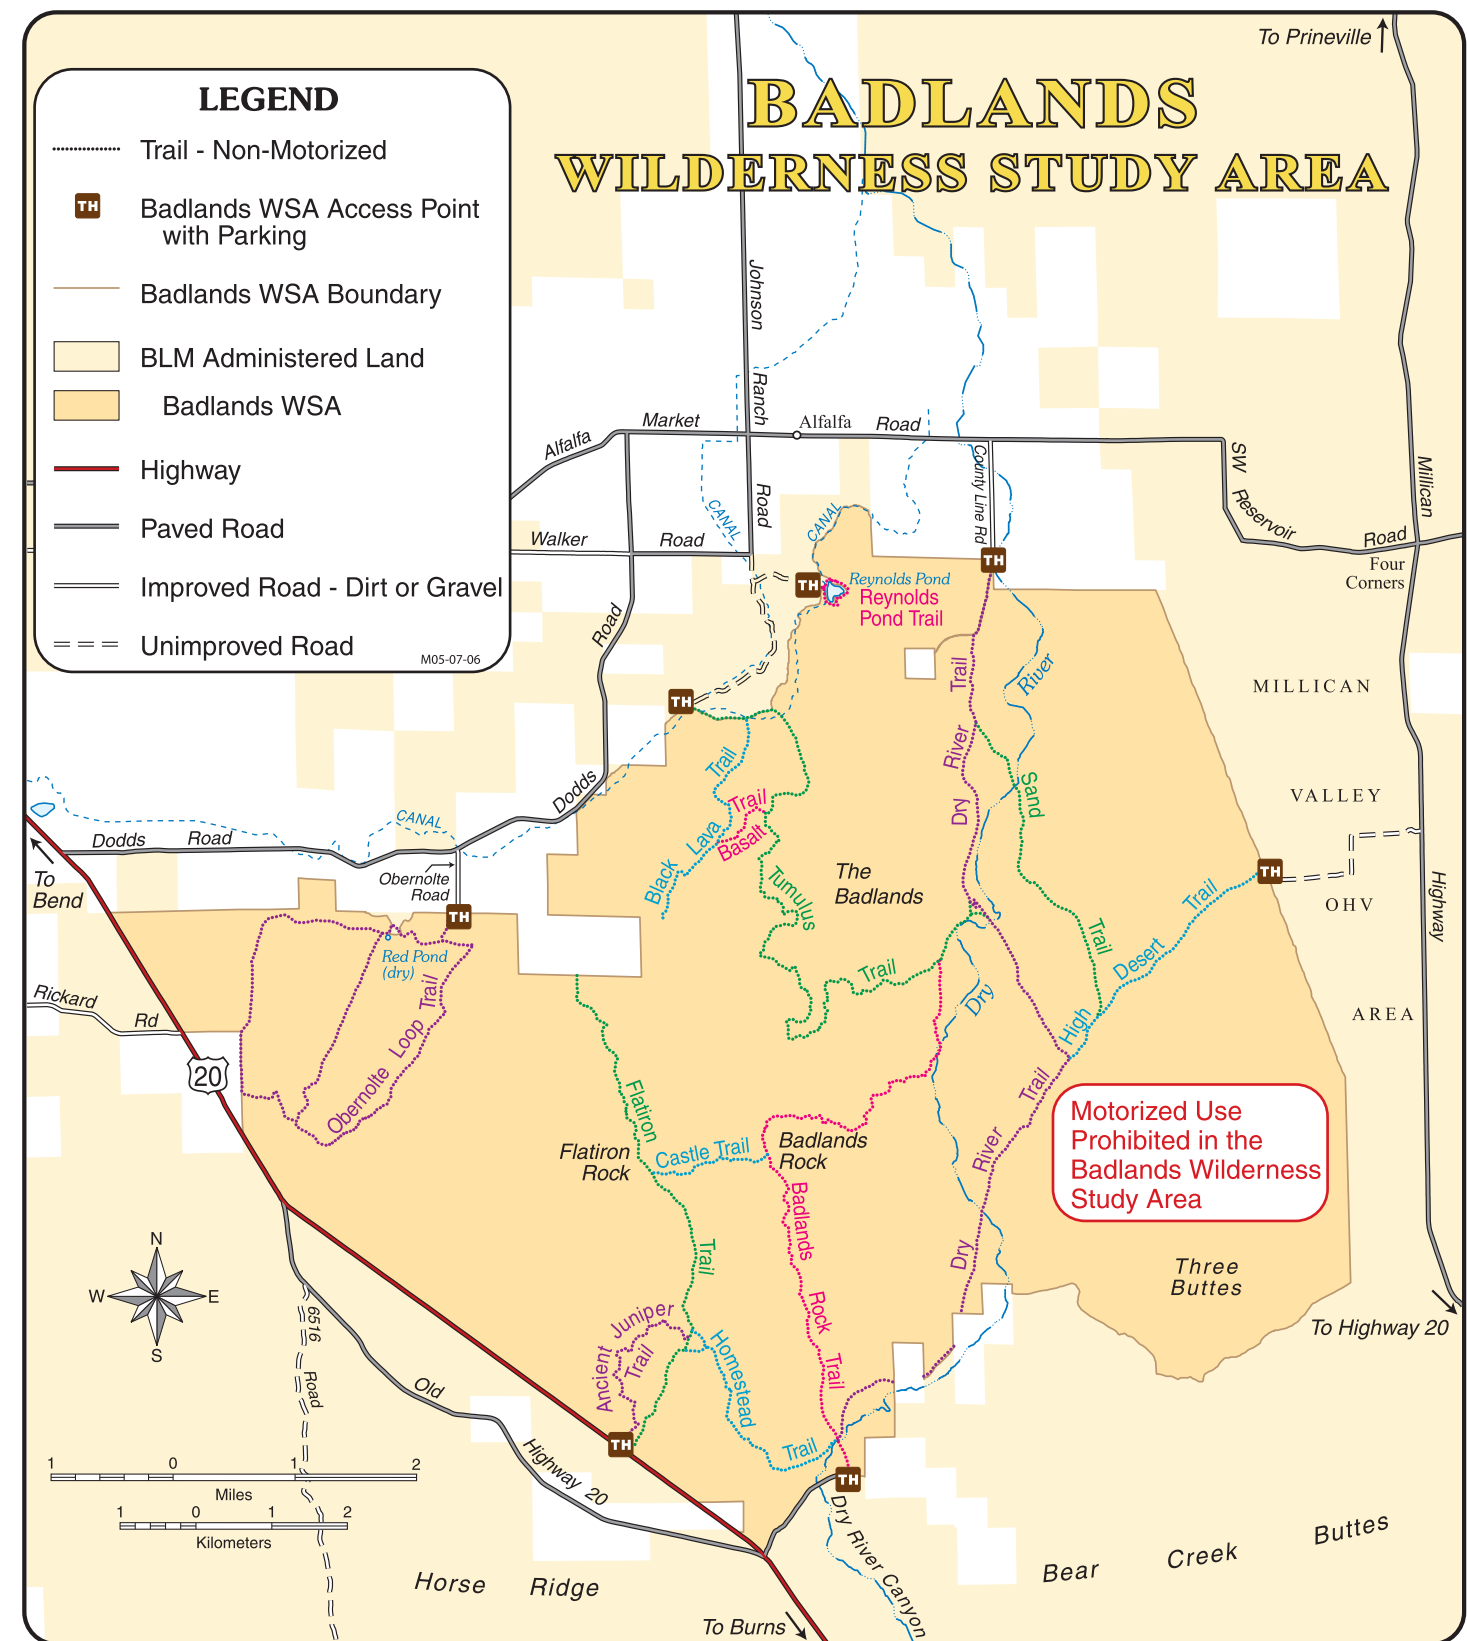 To Prineville
BADLANDS
WILDERNESS STUDY AREA
LEGEND
Trail - Non-Motorized
TH
Badlands WSA Access Point
with Parking
Badlands WSA Boundary
BLM Administered Land
Badlands WSA
Highway
Paved Road
Improved Road - Dirt or Gravel
Unimproved Road
M05-07-06
Johnson
Ranch
Road
Alfalfa
Market
Alfalfa
Road
County Line Rd
SW
Reservoir
Road
Millican
Four
Corners
Walker
Road
CANAL
CANAL
TH
TH
Reynolds Pond
Reynolds
Pond Trail
Road
TH
Trail
River
Dry
River
Sand
Trail
MILLICAN
VALLEY
OHV
AREA
Highway
Trail
Black
Lava
Trail
Basalt
Tumulus
Trail
The
Badlands
Dodds
CANAL
Dodds
Road
To
Bend
Obernolte
Road
TH
Red Pond
(dry)
Obernolte
Loop
Trail
Rickard
Rd
20
TH
Trail
Desert
High
Dry
Trail
River
Dry
Motorized Use
Prohibited in the
Badlands Wilderness
Study Area
Flatiron
Flatiron
Rock
Castle Trail
Badlands
Rock
Badlands
Rock
Trail
Trail
Three
Buttes
To Highway 20
N
W
E
S
6516
Road
Juniper
Ancient
Trail
Homestead
Trail
Old
Highway 20
TH
TH
1
0
1
2
Miles
1
0
1
2
Kilometers
Dry River Canyon
Horse
Ridge
Bear
Creek
Buttes
To Burns